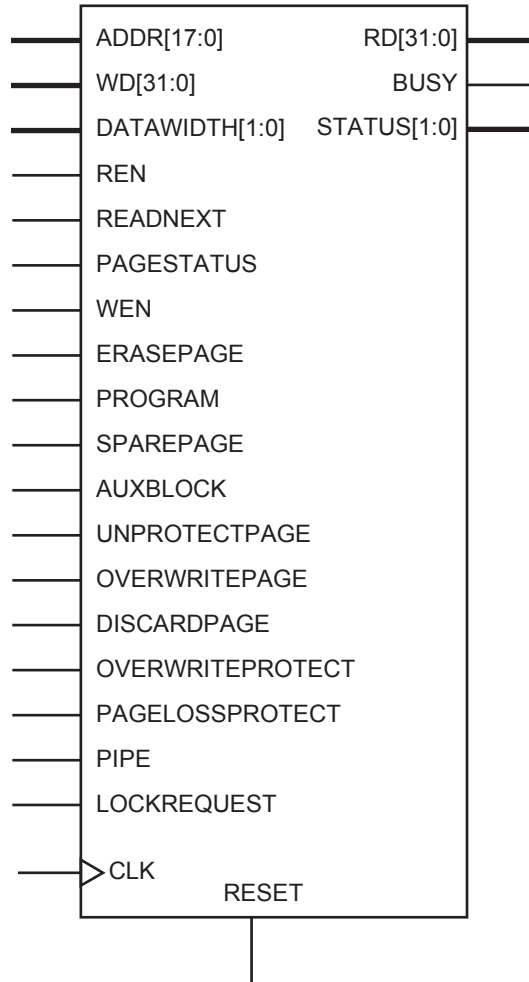 ADDR[17:0] RD[31:0]
WD[31:0] BUSY
DATAWIDTH[1:0] STATUS[1:0]
REN
READNEXT
PAGESTATUS
WEN
ERASEPAGE
PROGRAM
SPAREPAGE
AUXBLOCK
UNPROTECTPAGE
OVERWRITEPAGE
DISCARDPAGE
OVERWRITEPROTECT
PAGELOSSPROTECT
PIPE
LOCKREQUEST
CLK
RESET